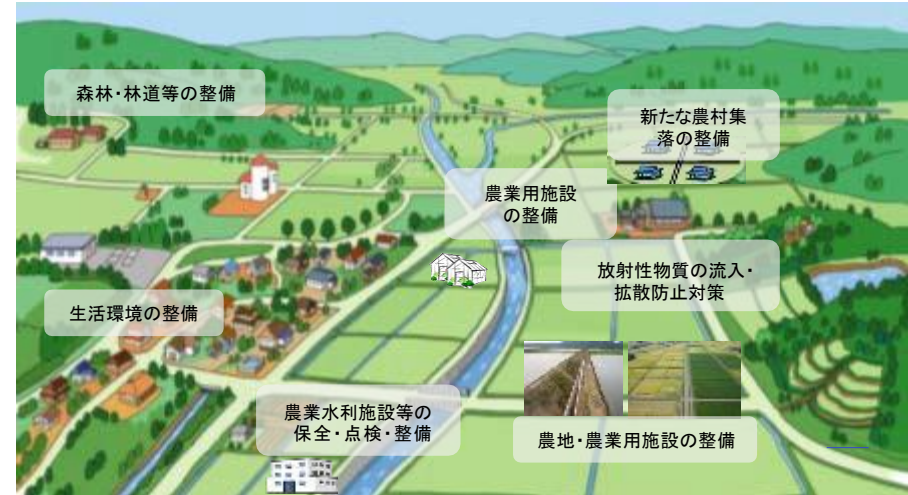 森林・林道等の整備
新たな農村集
落の整備
農業用施設
の整備
放射性物質の流入・
拡散防止対策
生活環境の整備
農業水利施設等の
保全・点検・整備
農地・農業用施設の整備